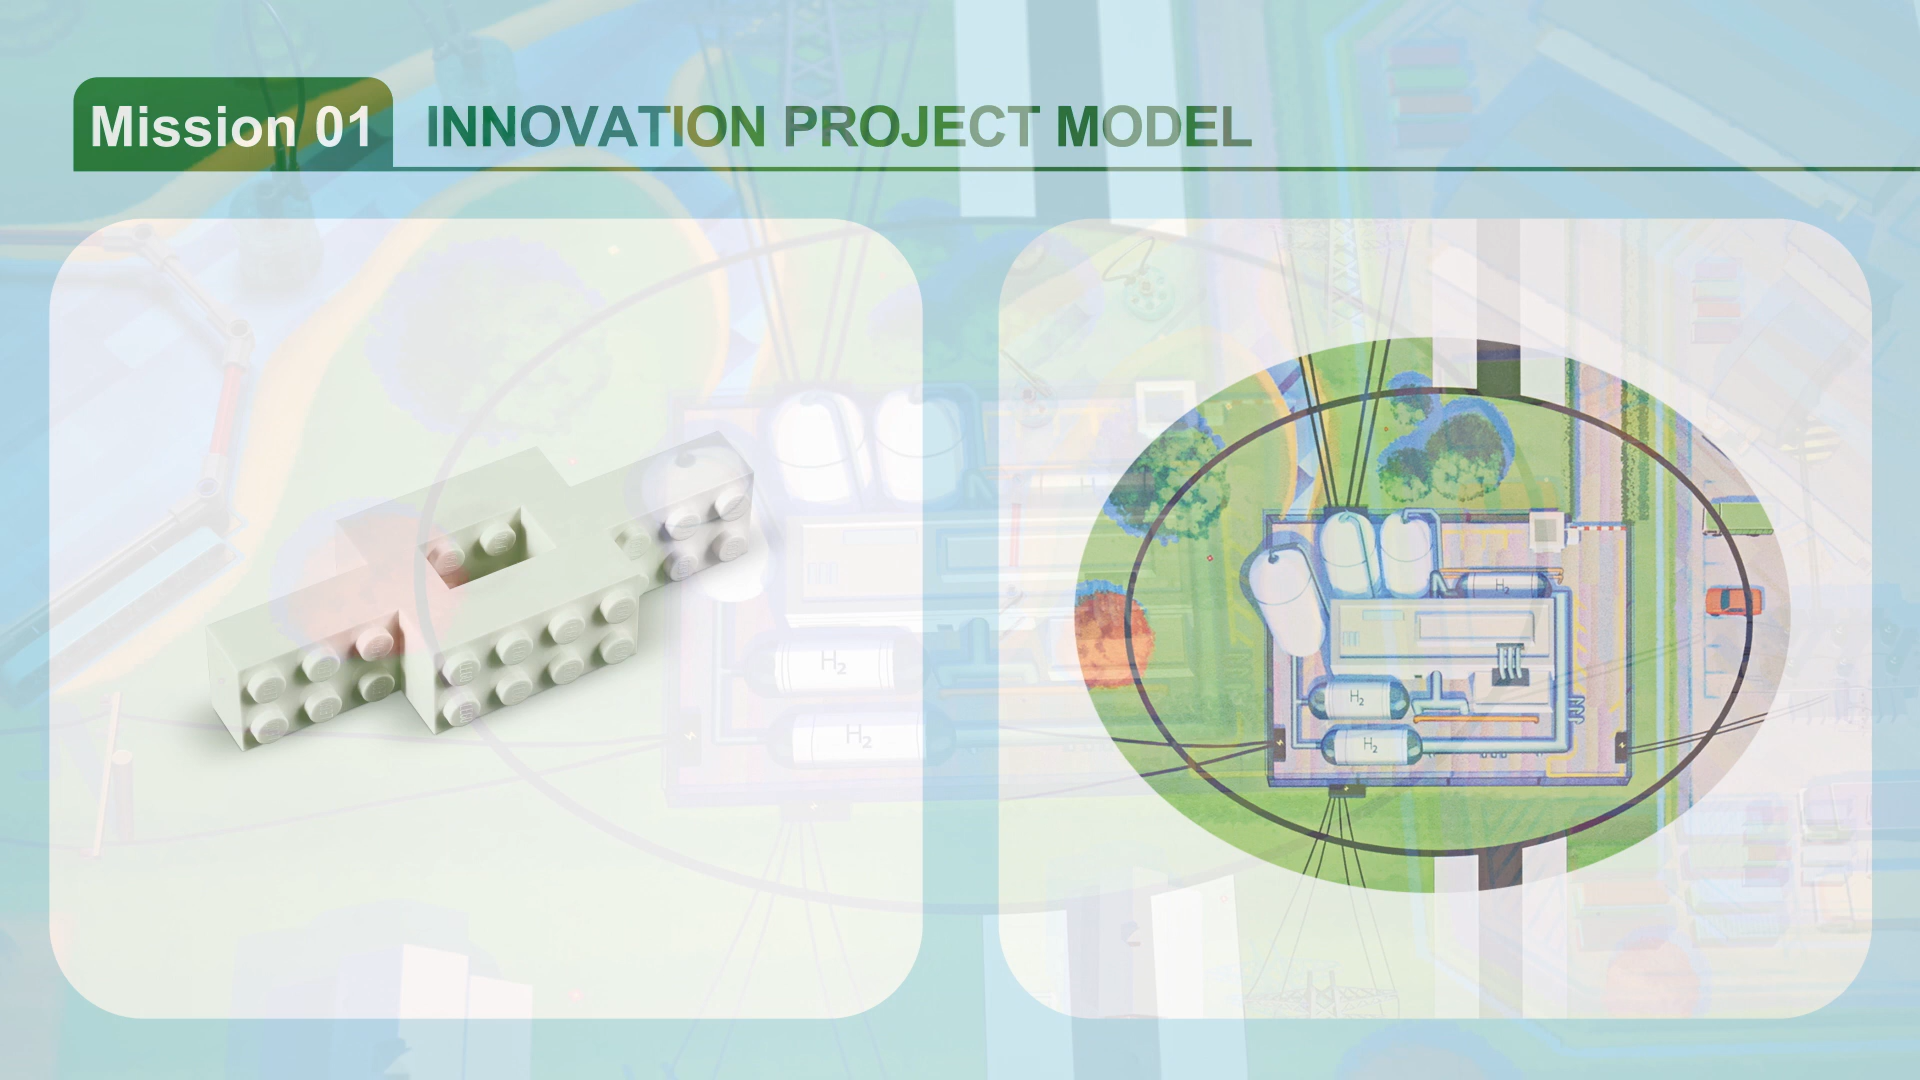 Mission 01
INNOVATION PROJECT MODEL
H₂
H₂
H₂
H₂
H₂